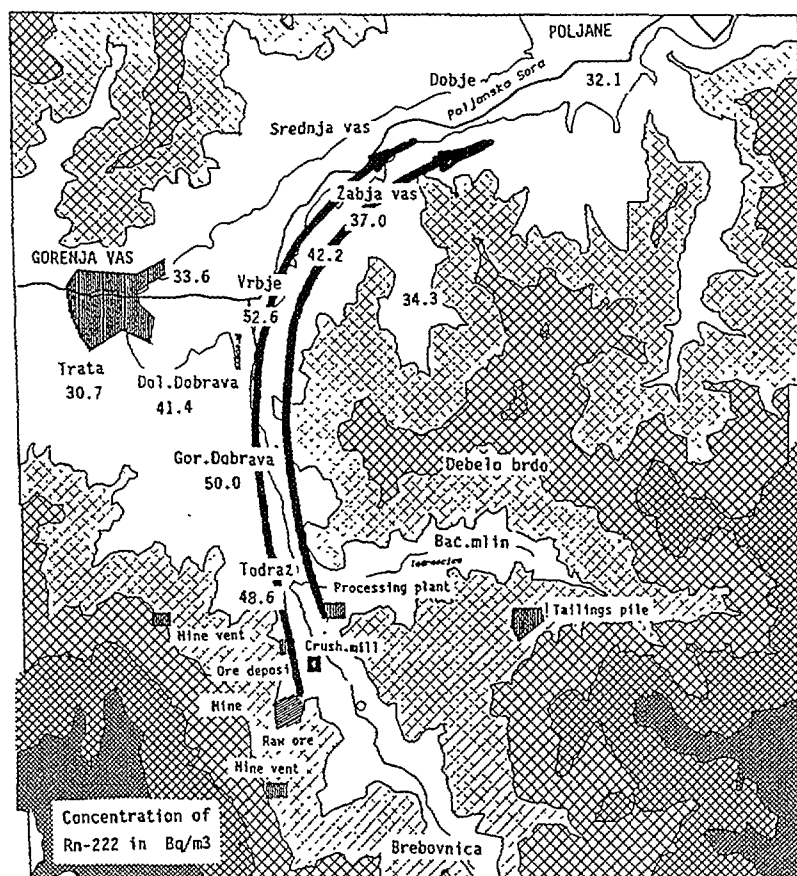 POLJANE
Dobje
Poljanska Sora
32.1
Srednja vas
Žabja vas
37.0
42.2
GORENJA VAS
33.6
Vrbje
52.6
34.3
Trata
30.7
Dol.Dobrava
41.4
Gor.Dobrava
50.0
Debelo brdo
Bač.mlin
Todraž
48.6
Processing plant
Tailings pile
Mine vent
Crush.mill
Ore deposi
Mine
Raw ore
Mine vent
Concentration of
Rn-222 in Bq/m3
Brebovnica